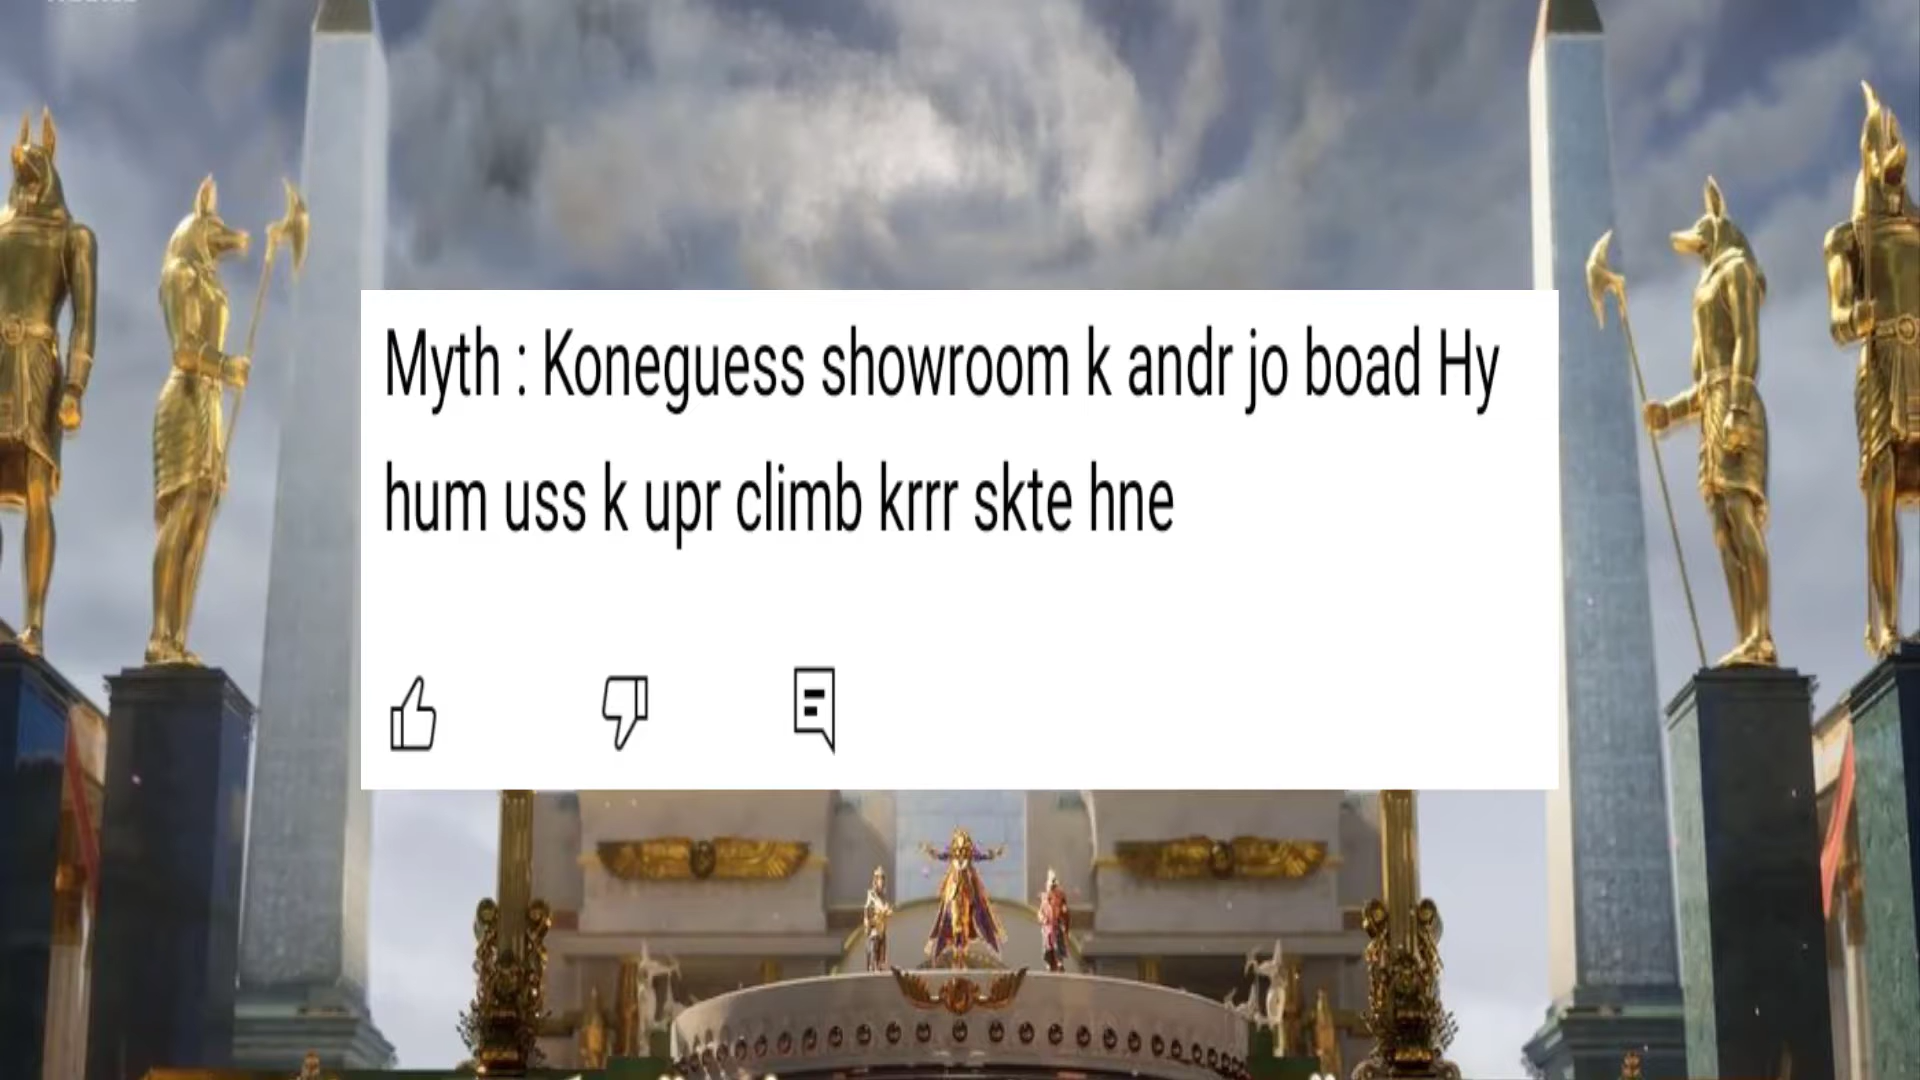 Myth : Koneguess showroom k andr jo boad Hy
hum uss k upr climb krrr skte hne